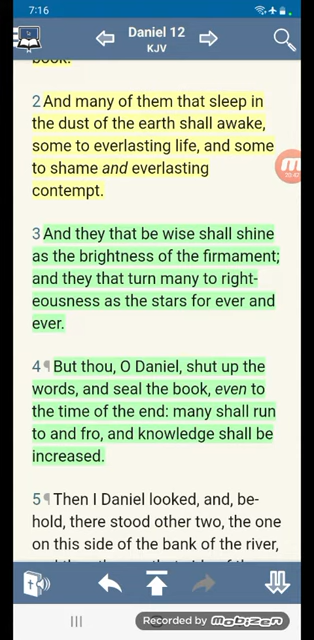 7:16
Daniel 12
KJV
book.
2 And many of them that sleep in
the dust of the earth shall awake,
some to everlasting life, and some
to shame and everlasting
contempt.
3 And they that be wise shall shine
as the brightness of the firmament;
and they that turn many to right-
eousness as the stars for ever and
ever.
4 ¶ But thou, O Daniel, shut up the
words, and seal the book, even to
the time of the end: many shall run
to and fro, and knowledge shall be
increased.
5 ¶ Then I Daniel looked, and, be-
hold, there stood other two, the one
on this side of the bank of the river,
Recorded by Mobizen